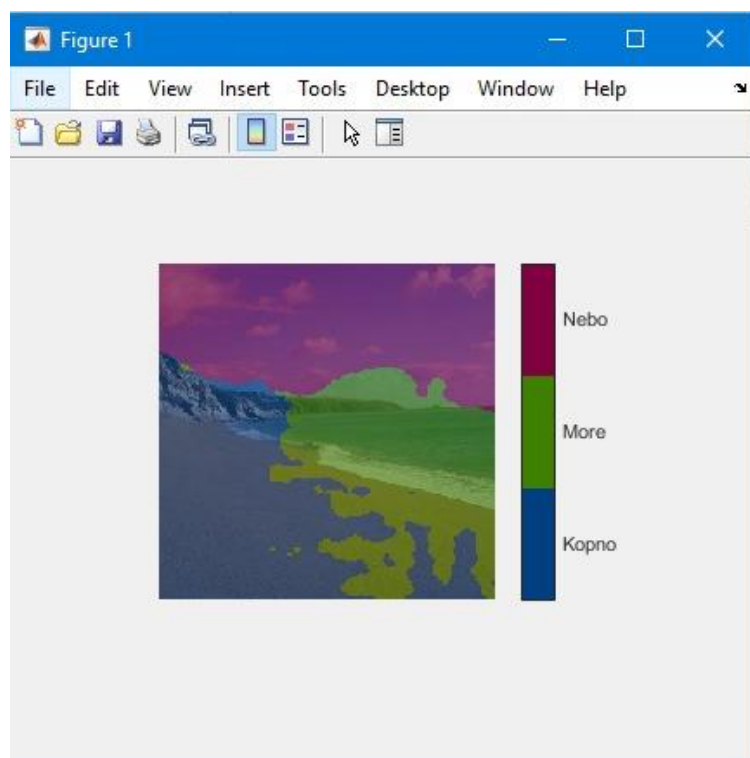 Figure 1
File Edit View Insert Tools Desktop Window Help
Nebo
More
Kopno